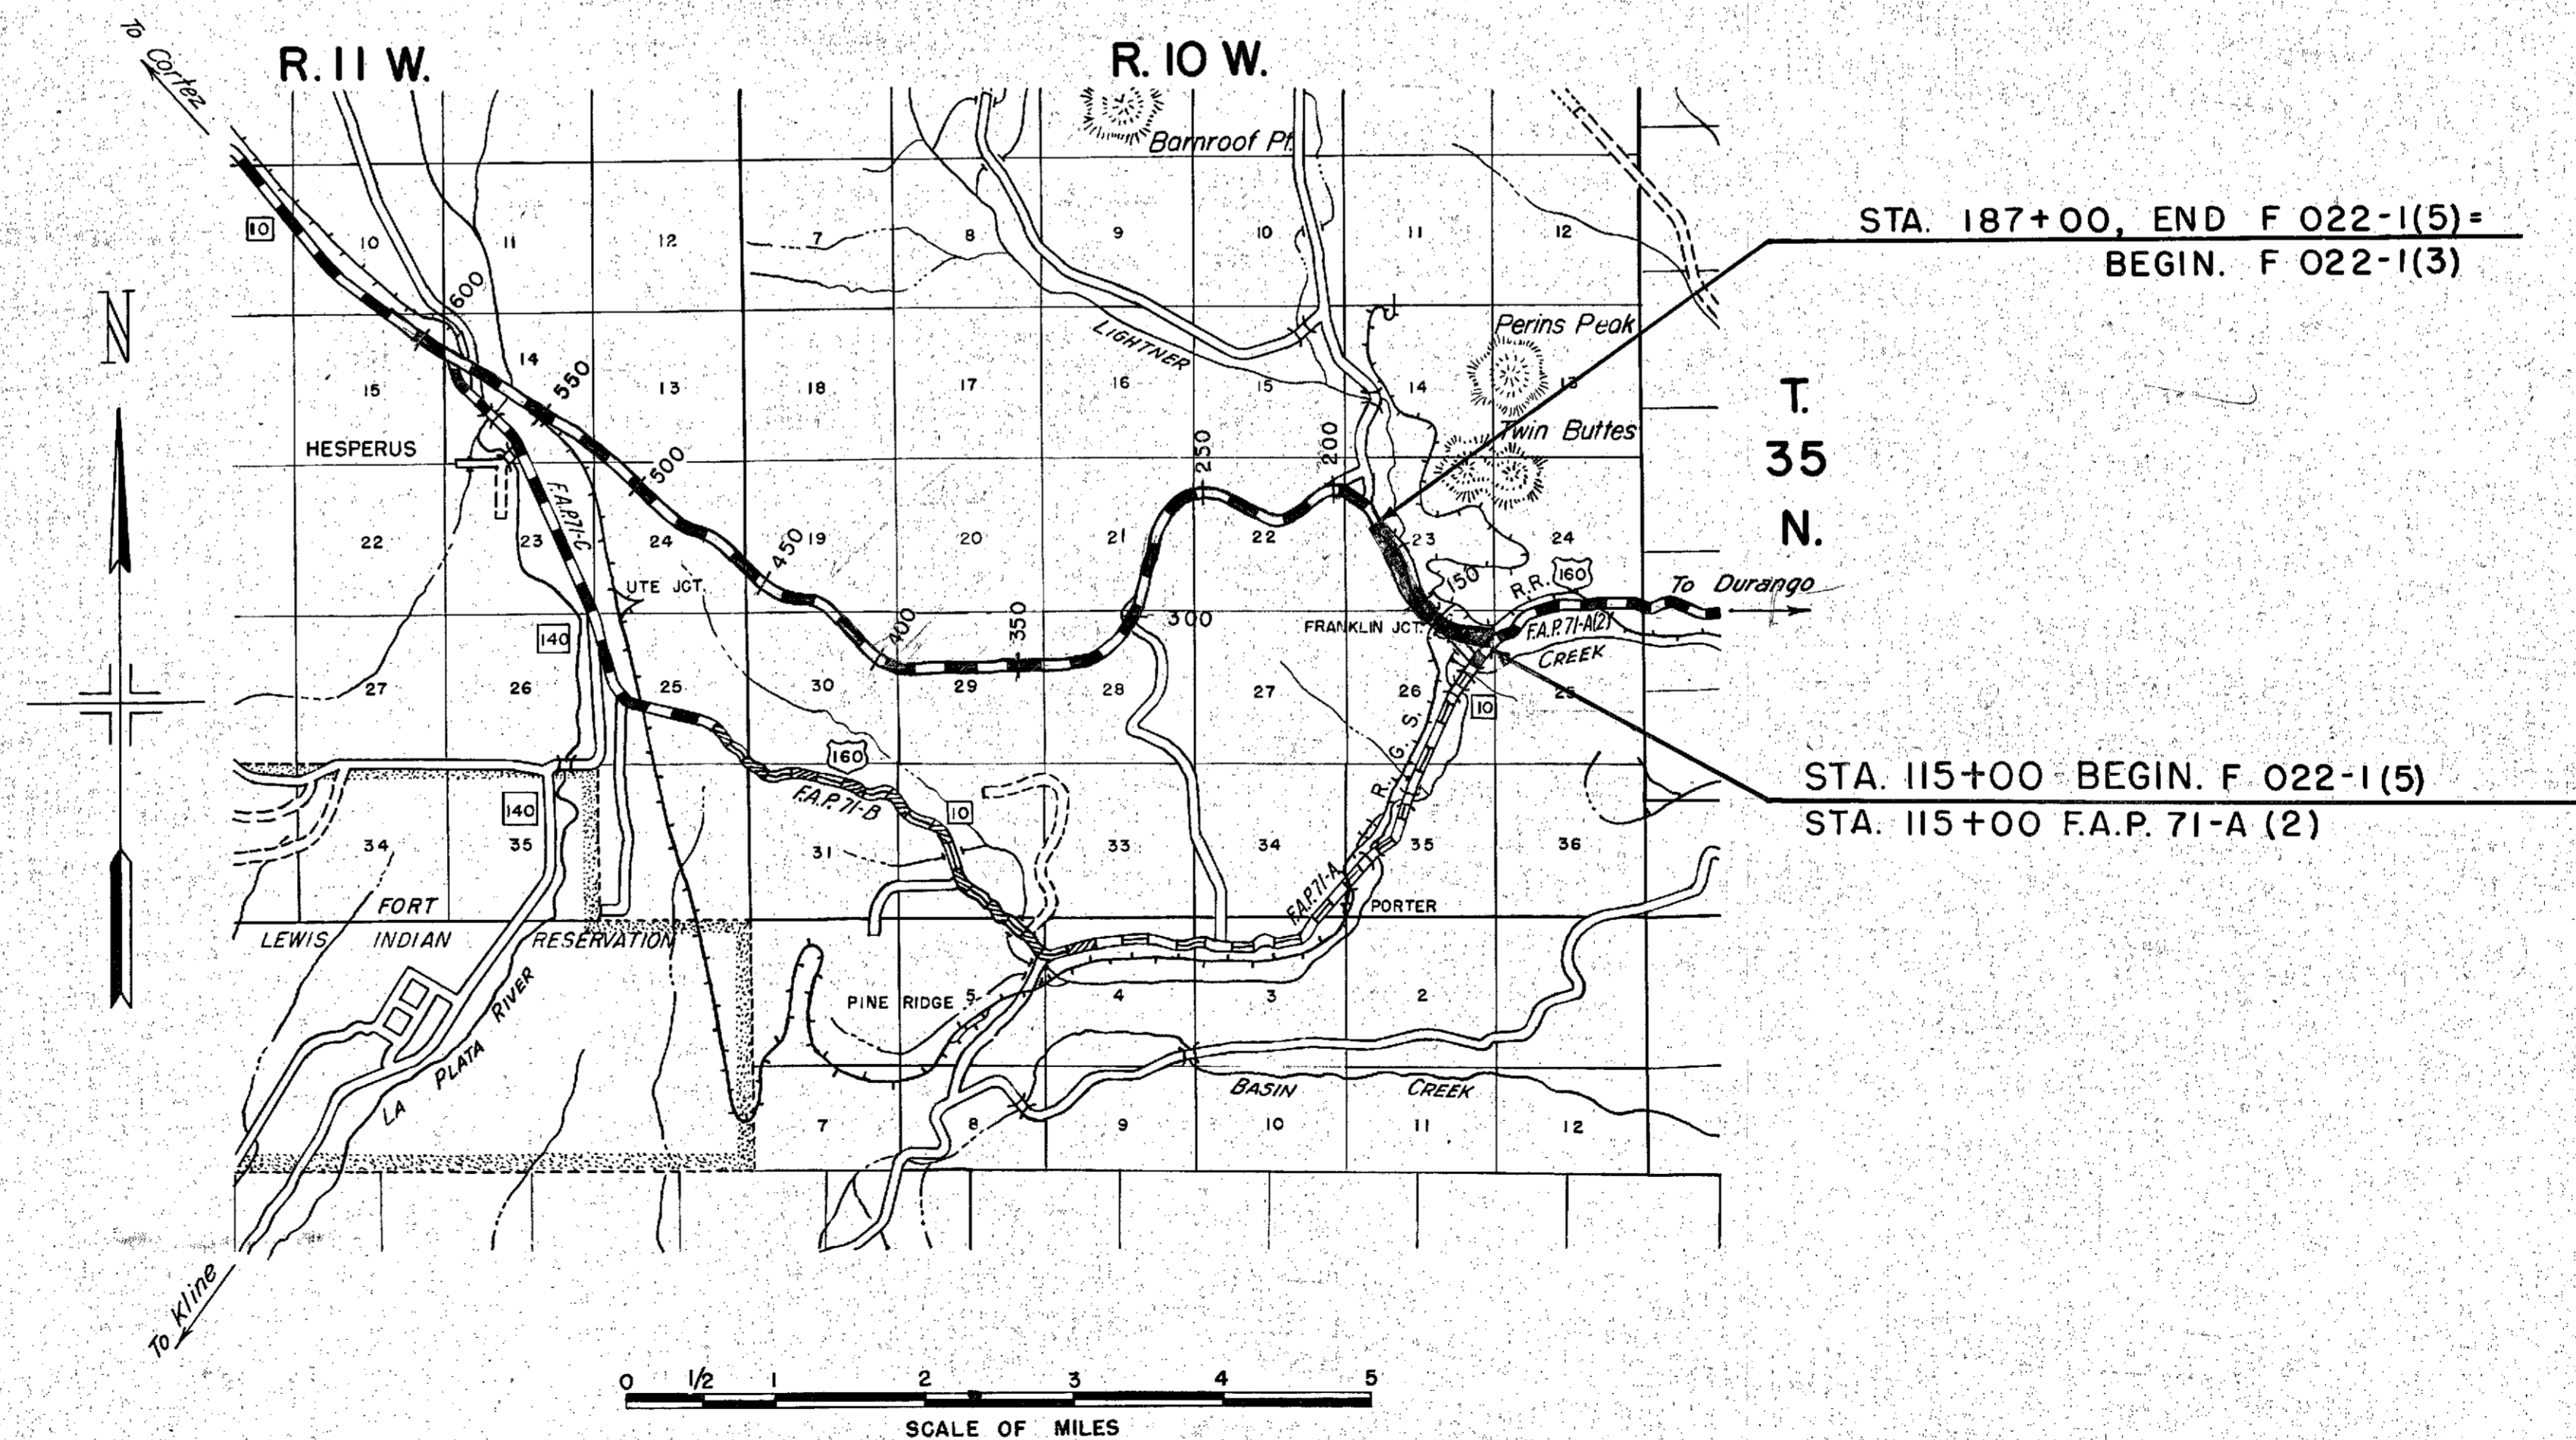 To Cortez
R. 11 W.
R. 10 W.
Barnroof Pt.
10
10
11
12
7
8
9
10
11
12
STA. 187+00, END F 022-1(5)=
BEGIN. F 022-1(3)
N
600
LIGHTNER
Perins Peak
15
14
550
13
18
17
16
15
14
13
T.
35
N.
HESPERUS
500
250
200
Twin Buttes
F.A.P.71-C
22
23
24
450
19
20
21
22
23
24
150
R.R.
160
To Durango
UTE JCT.
140
400
350
300
FRANKLIN JCT.
F.A.P. 71-A(2)
CREEK
27
26
25
30
29
28
27
26
25
10
R. G. S.
160
F.A.P. 71-B
10
STA. 115+00 BEGIN. F 022-1(5)
STA. 115+00 F.A.P. 71-A (2)
140
34
35
31
33
34
35
36
F.A.P.71-A
PORTER
FORT
LEWIS INDIAN RESERVATION
PINE RIDGE
5
4
3
2
LA PLATA RIVER
BASIN CREEK
7
8
9
10
11
12
To Kline
0 1/2 1 2 3 4 5
SCALE OF MILES